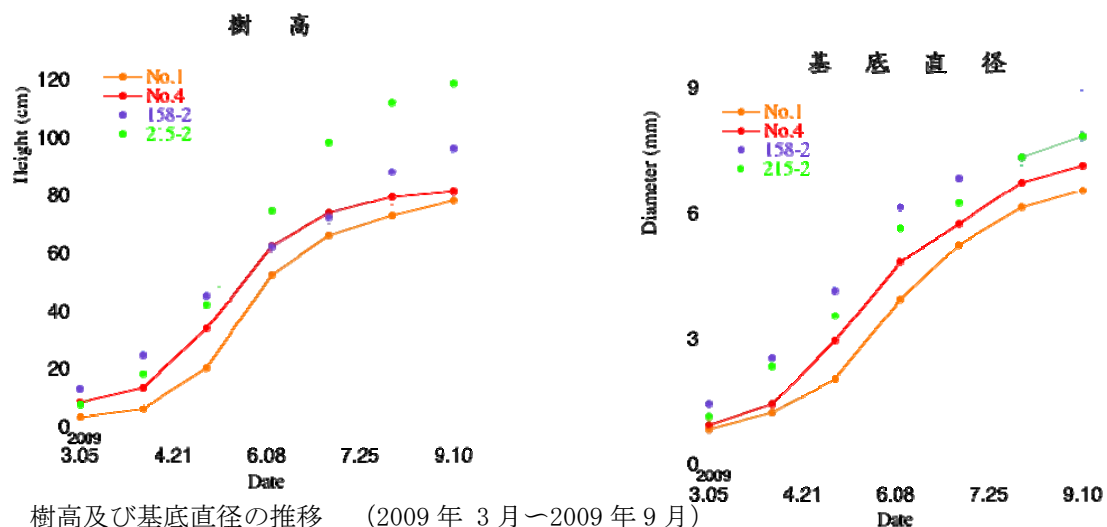 樹 高
120
100
80
60
40
20
0
Height (cm)
No.1
No.4
158-2
215-2
2009
3.05 4.21 6.08 7.25 9.10
Date
基 底 直 径
9
6
3
0
Diameter (mm)
No.1
No.4
158-2
215-2
2009
3.05 4.21 6.08 7.25 9.10
Date
樹高及び基底直径の推移 (2009 年 3 月~2009 年 9 月)